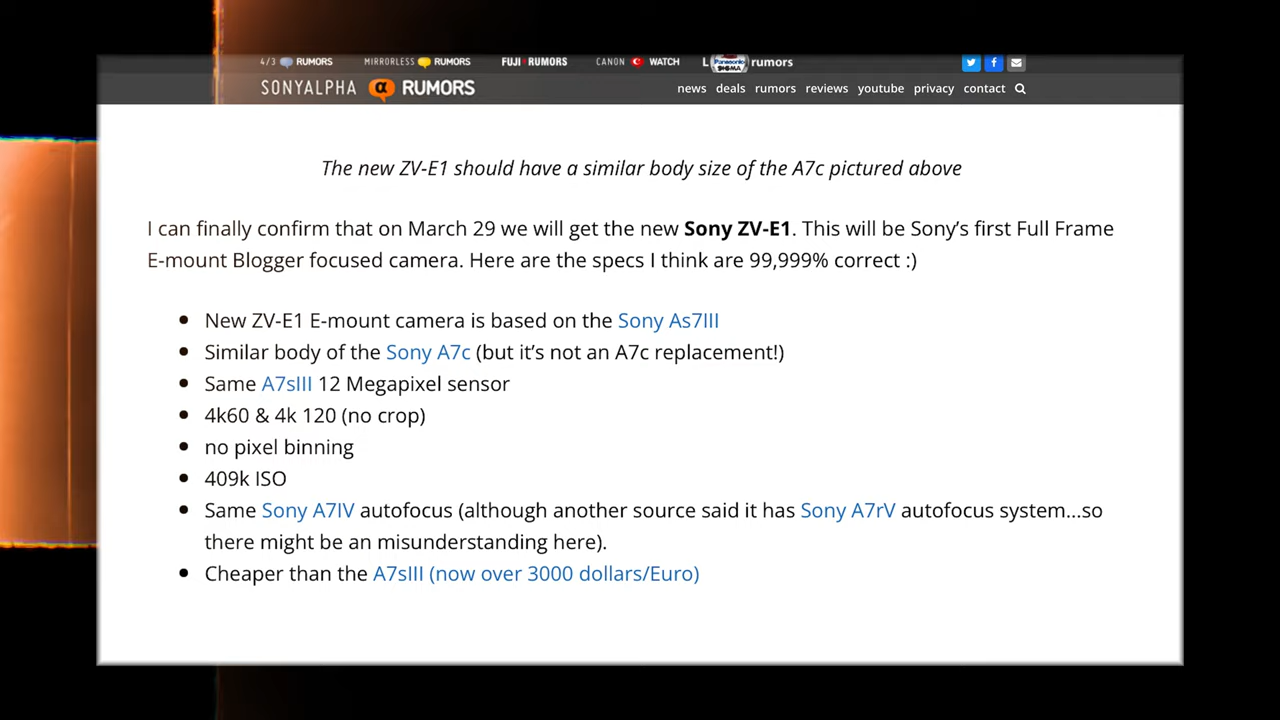 4/3 RUMORS MIRRORLESS RUMORS FUJI RUMORS CANON WATCH L Panasonic SIGMA rumors
SONYALPHA α RUMORS news deals rumors reviews youtube privacy contact
The new ZV-E1 should have a similar body size of the A7c pictured above
I can finally confirm that on March 29 we will get the new Sony ZV-E1. This will be Sony’s first Full Frame
E-mount Blogger focused camera. Here are the specs I think are 99,999% correct :)
• New ZV-E1 E-mount camera is based on the Sony As7III
• Similar body of the Sony A7c (but it’s not an A7c replacement!)
• Same A7sIII 12 Megapixel sensor
• 4k60 & 4k 120 (no crop)
• no pixel binning
• 409k ISO
• Same Sony A7IV autofocus (although another source said it has Sony A7rV autofocus system...so
there might be an misunderstanding here).
• Cheaper than the A7sIII (now over 3000 dollars/Euro)